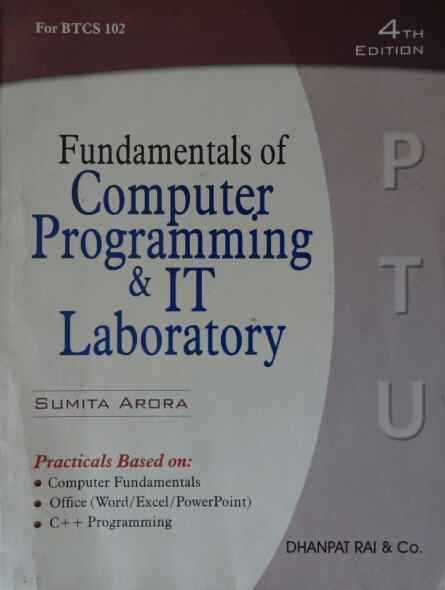 For BTCS 102
4TH
EDITION
Fundamentals of
Computer
Programming
& IT
Laboratory
P
T
U
SUMITA ARORA
Practicals Based on:
• Computer Fundamentals
• Office (Word/Excel/PowerPoint)
• C++ Programming
DHANPAT RAI & Co.